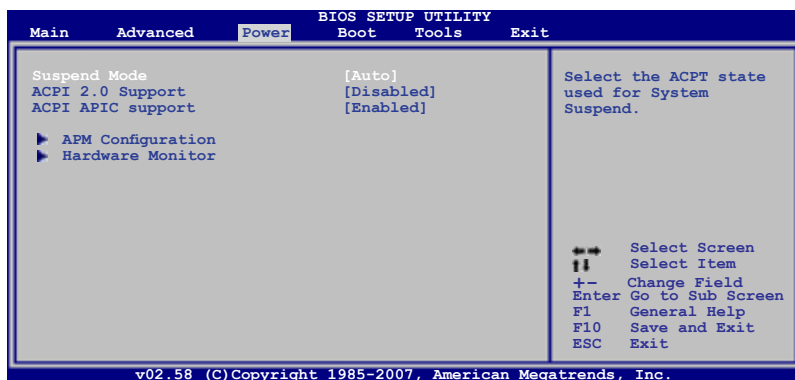 BIOS SETUP UTILITY
Main Advanced Power Boot Tools Exit
Suspend Mode [Auto]
ACPI 2.0 Support [Disabled]
ACPI APIC support [Enabled]
APM Configuration
Hardware Monitor
Select the ACPT state
used for System
Suspend.
Select Screen
Select Item
+- Change Field
Enter Go to Sub Screen
F1 General Help
F10 Save and Exit
ESC Exit
v02.58 (C)Copyright 1985-2007, American Megatrends, Inc.